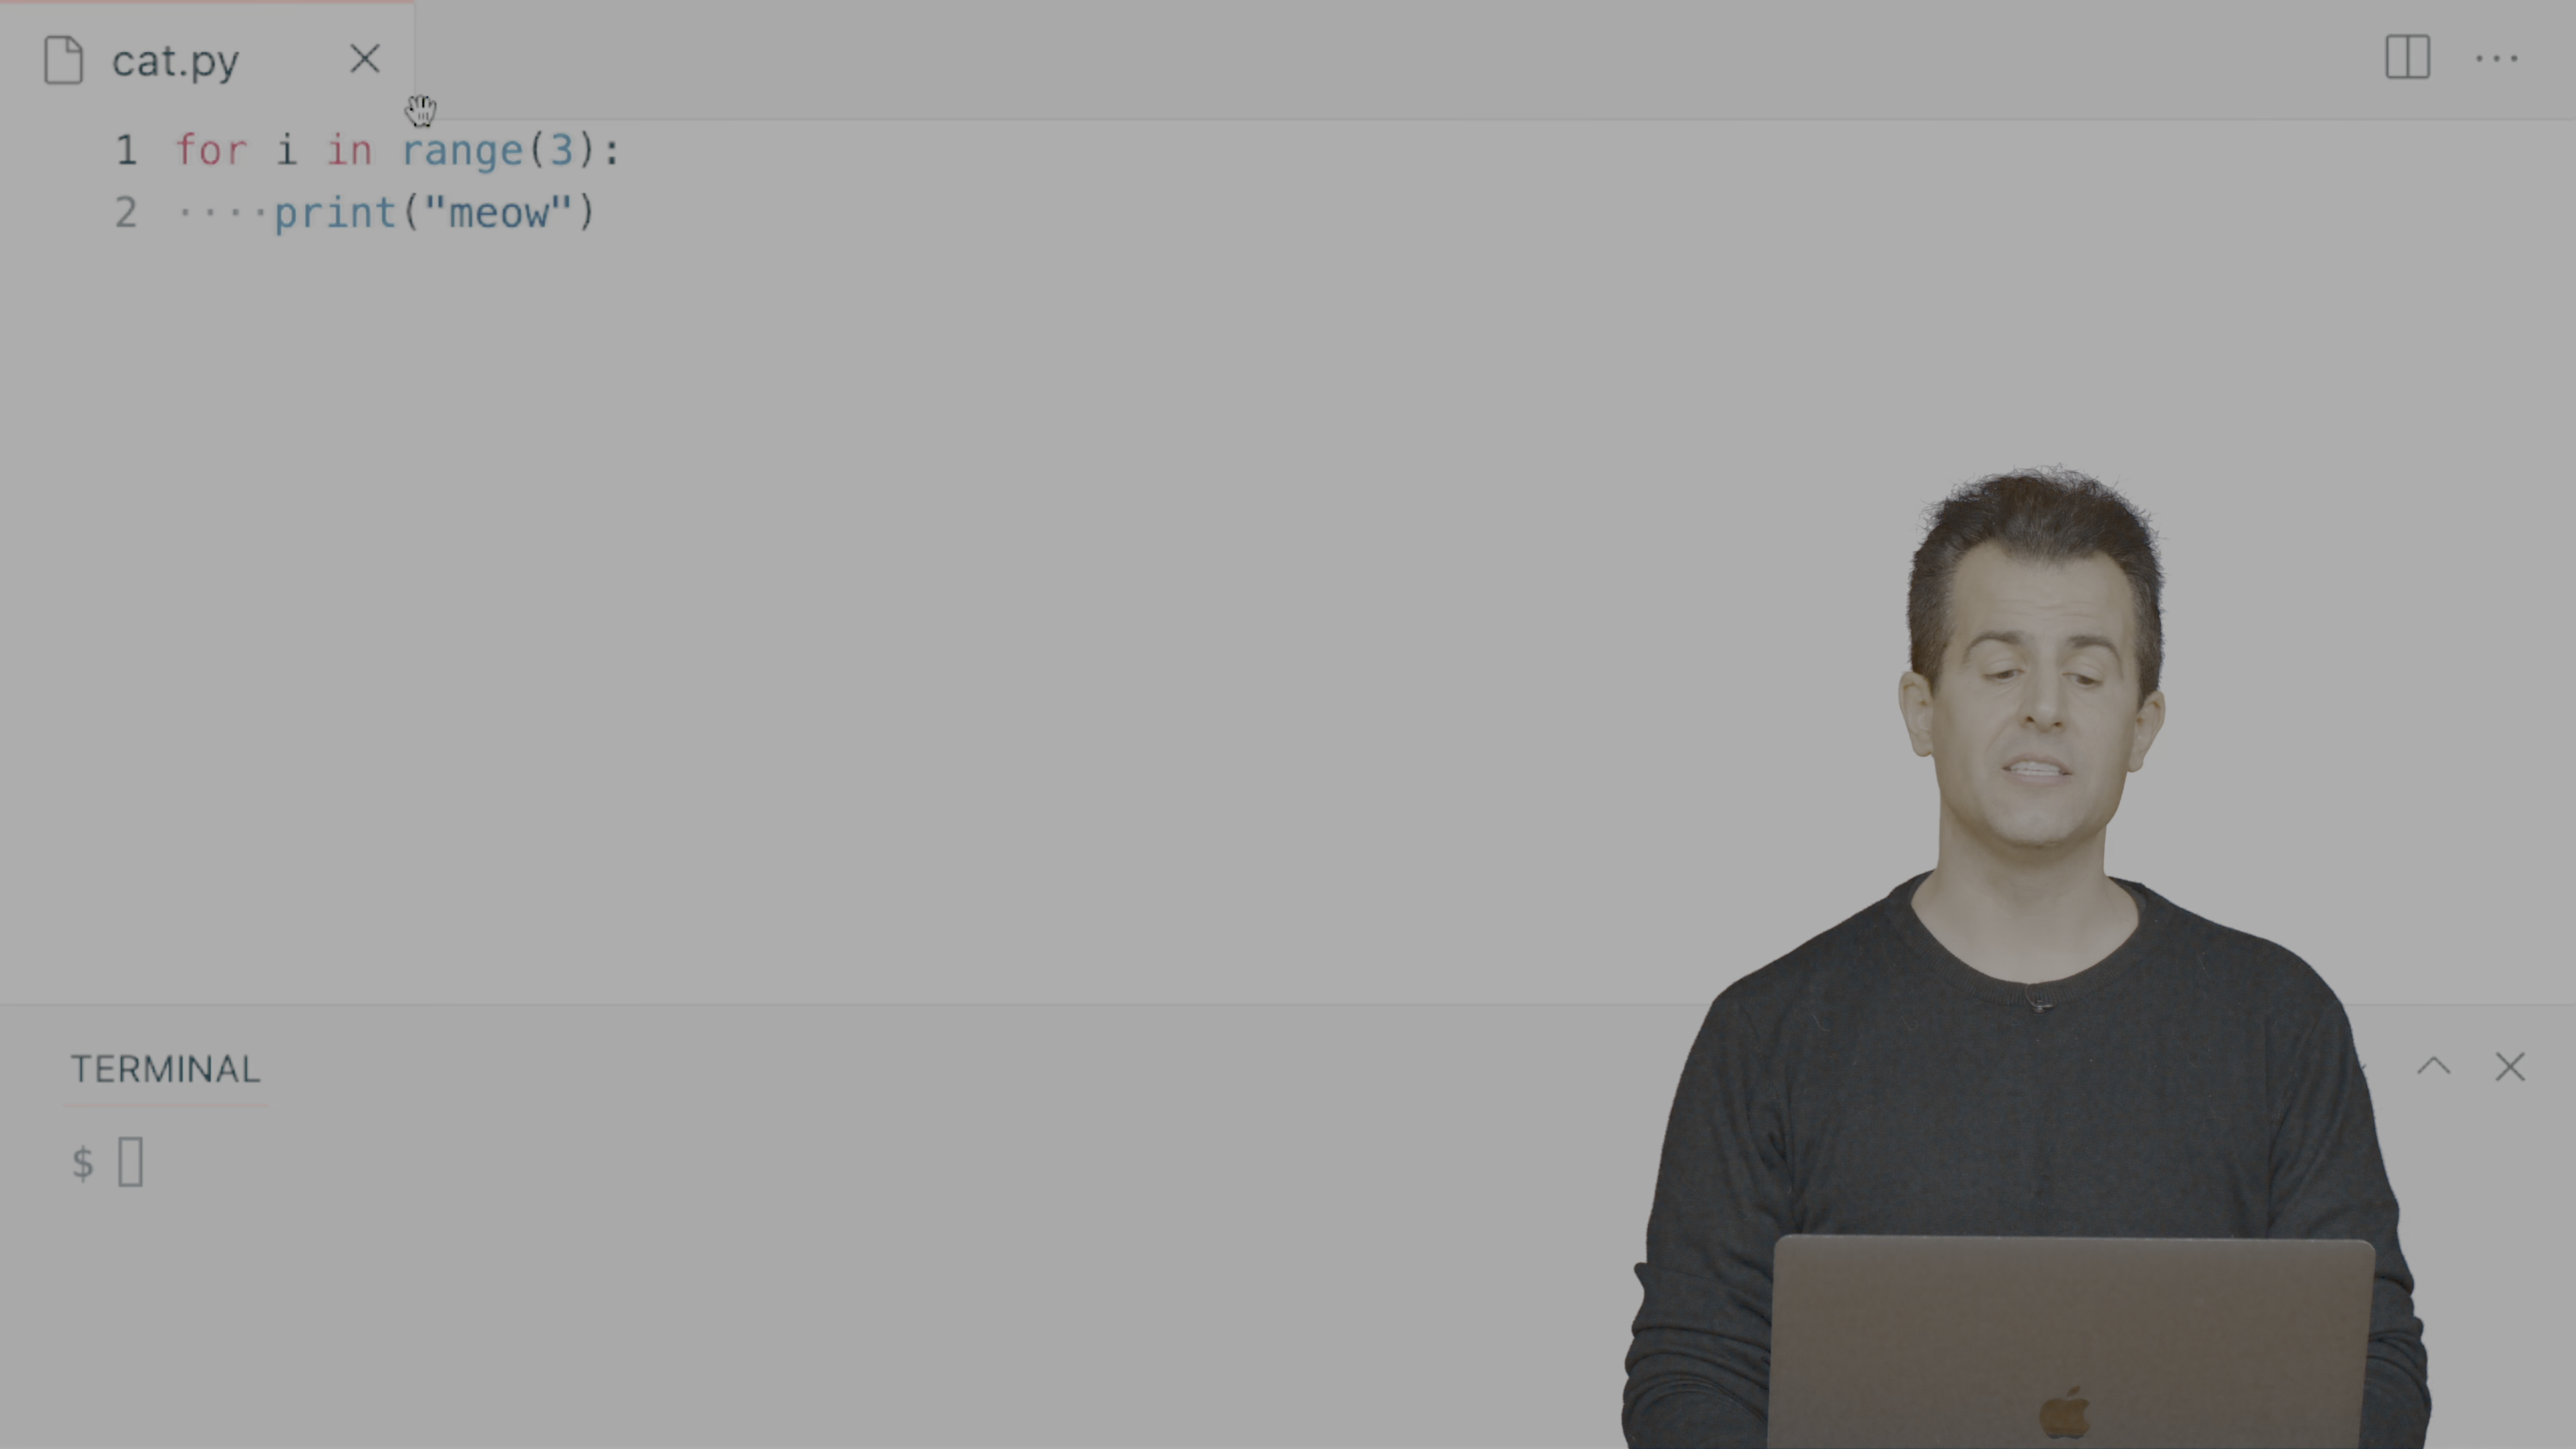 cat.py
1 for i in range(3):
2 ····print("meow")
TERMINAL
$